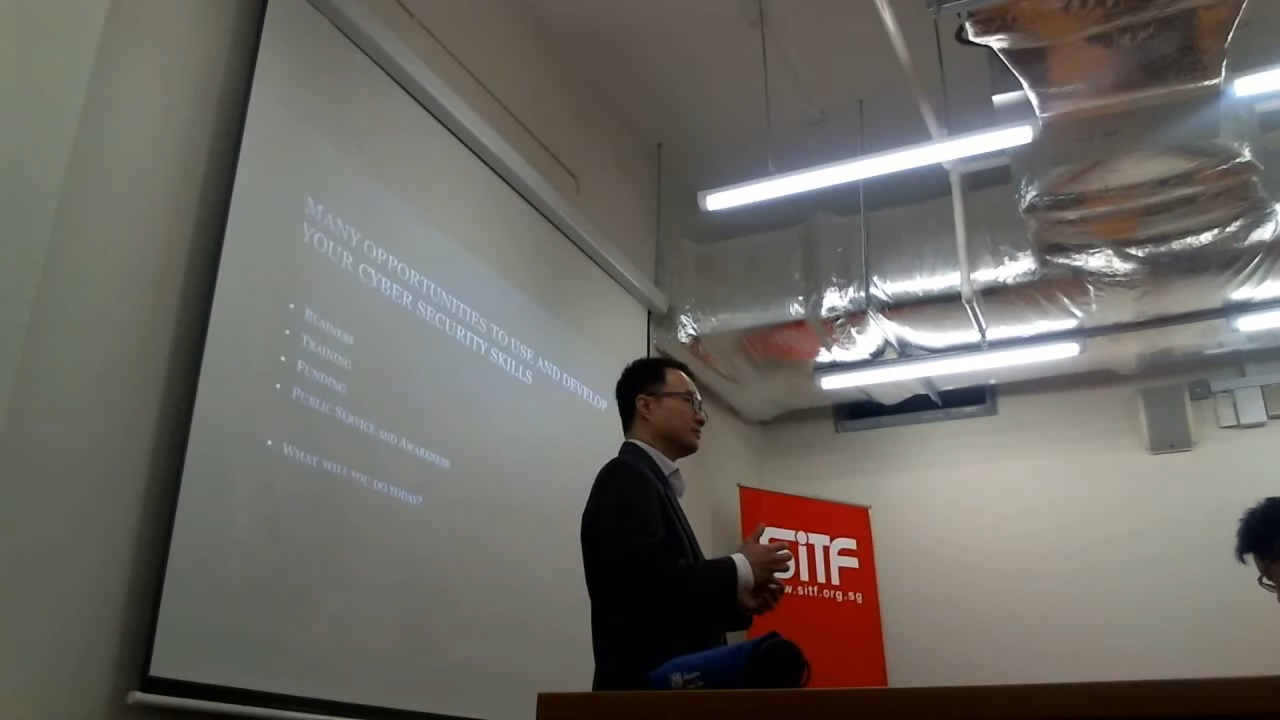 MANY OPPORTUNITIES TO USE AND DEVELOP
YOUR CYBER SECURITY SKILLS
• BUSINESS
• TRAINING
• FUNDING
• PUBLIC SERVICE AND AWARENESS
• WHAT WILL YOU DO TODAY?
SiTF
w.sitf.org.sg